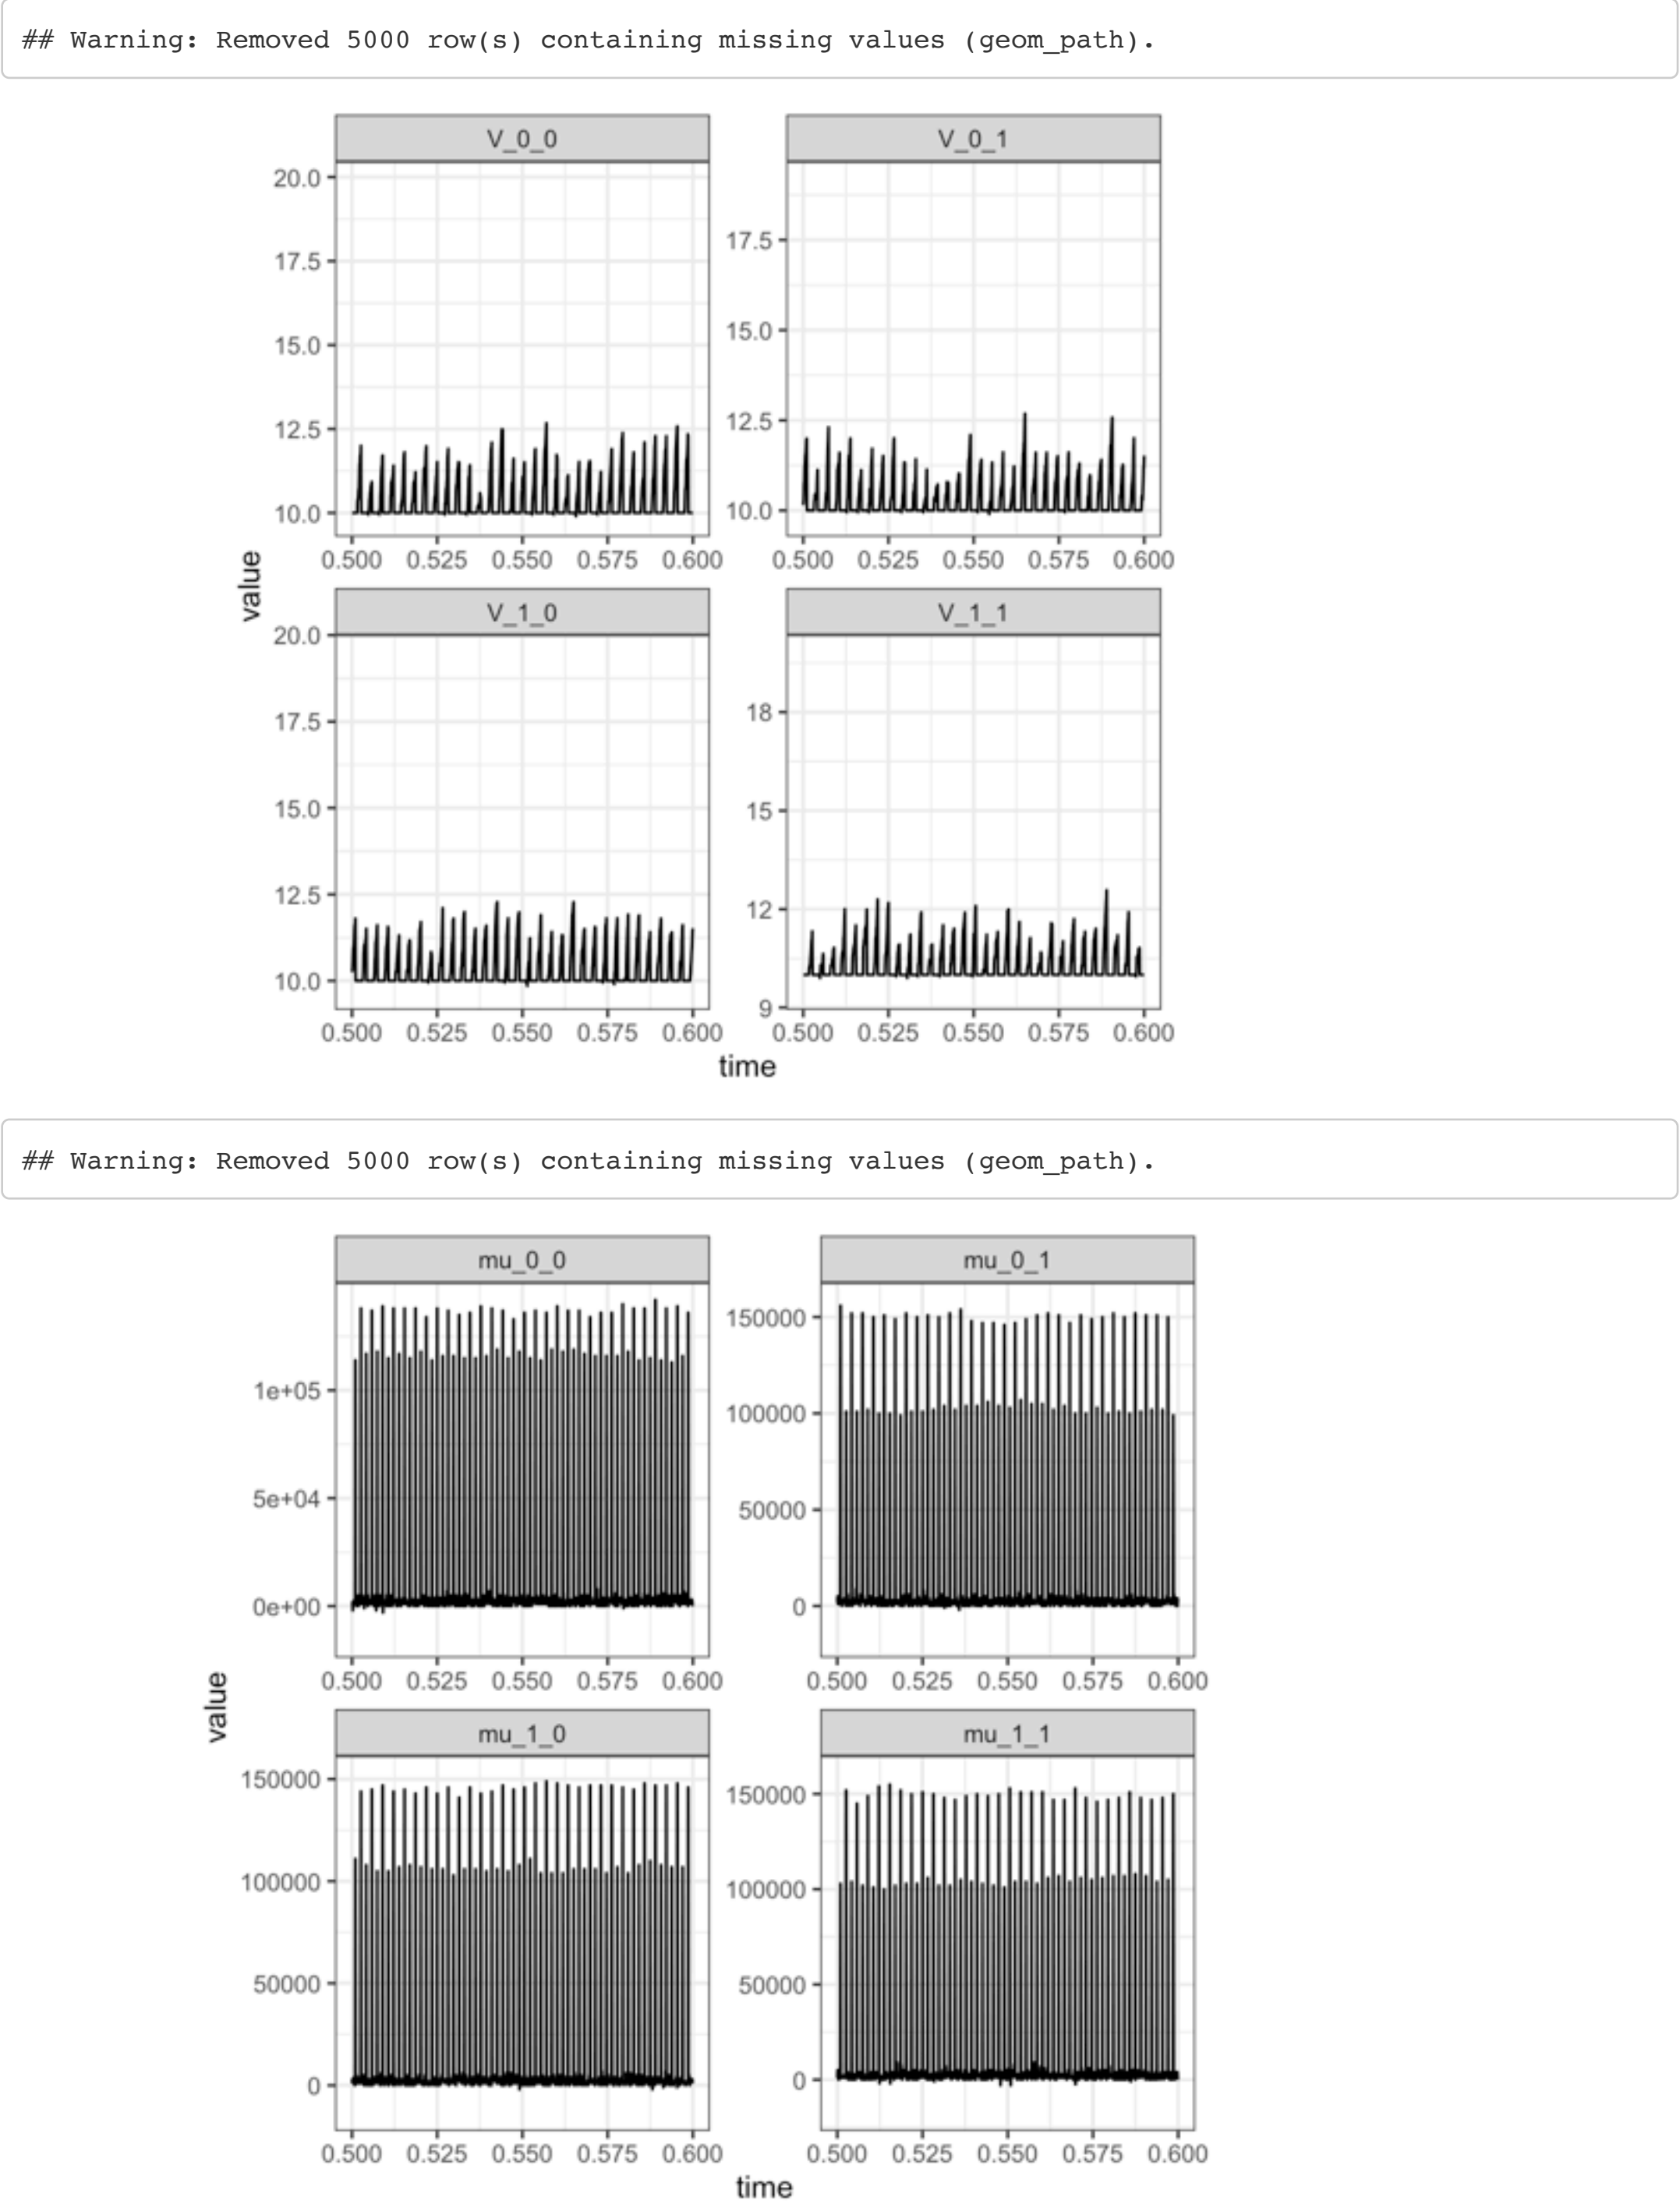 ## Warning: Removed 5000 row(s) containing missing values (geom_path).
V_0_0
V_0_1
20.0
17.5
15.0
12.5
10.0
17.5
15.0
12.5
10.0
0.500 0.525 0.550 0.575 0.600
0.500 0.525 0.550 0.575 0.600
value
V_1_0
V_1_1
20.0
17.5
15.0
12.5
10.0
18
15
12
9
0.500 0.525 0.550 0.575 0.600
0.500 0.525 0.550 0.575 0.600
time
## Warning: Removed 5000 row(s) containing missing values (geom_path).
mu_0_0
mu_0_1
1e+05
5e+04
0e+00
150000
100000
50000
0
0.500 0.525 0.550 0.575 0.600
0.500 0.525 0.550 0.575 0.600
value
mu_1_0
mu_1_1
150000
100000
50000
0
150000
100000
50000
0
0.500 0.525 0.550 0.575 0.600
0.500 0.525 0.550 0.575 0.600
time